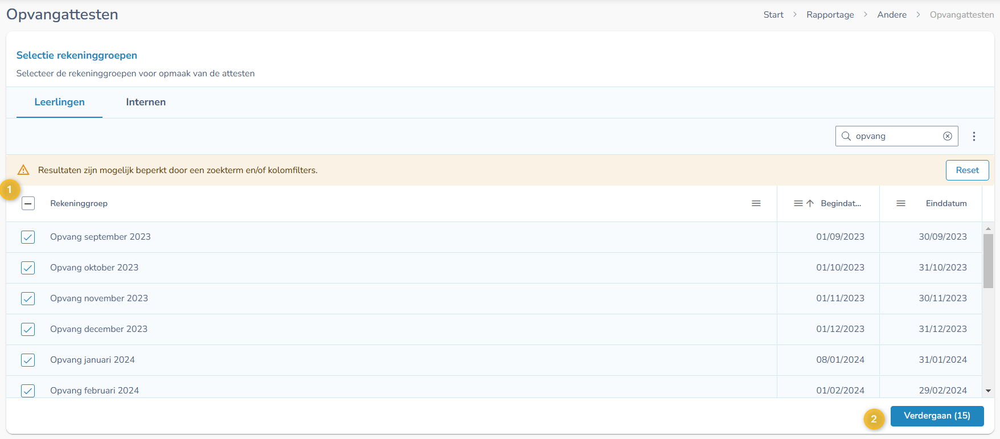 Opvangattesten
Start > Rapportage > Andere > Opvangattesten
Selectie rekeninggroepen
Selecteer de rekeninggroepen voor opmaak van de attesten
Leerlingen Internen
opvang
Resultaten zijn mogelijk beperkt door een zoekterm en/of kolomfilters. Reset
1
Rekeninggroep Begindat... Einddatum
Opvang september 2023 01/09/2023 30/09/2023
Opvang oktober 2023 01/10/2023 31/10/2023
Opvang november 2023 01/11/2023 30/11/2023
Opvang december 2023 01/12/2023 31/12/2023
Opvang januari 2024 08/01/2024 31/01/2024
Opvang februari 2024 01/02/2024 29/02/2024
2 Verdergaan (15)